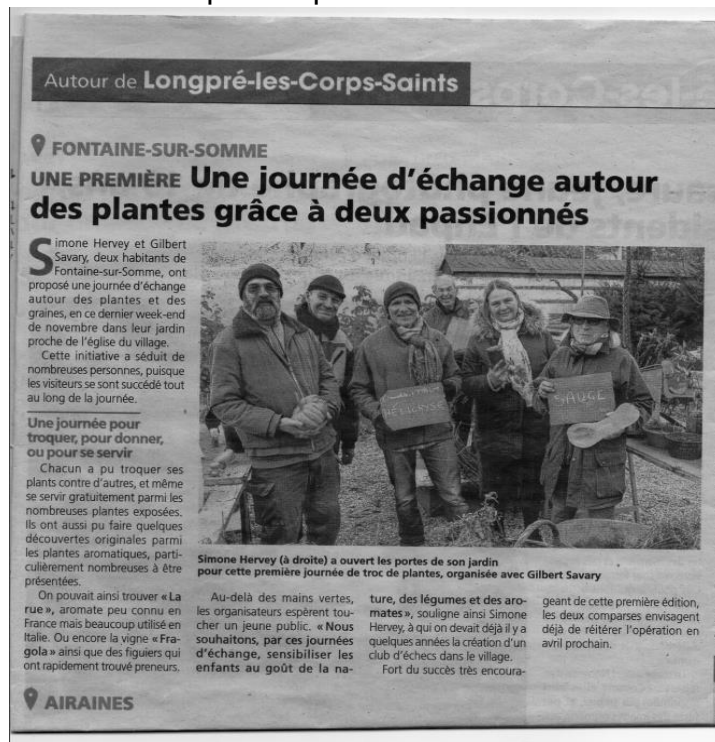 Autour de Longpré-les-Corps-Saints
FONTAINE-SUR-SOMME
UNE PREMIÈRE Une journée d'échange autour
des plantes grâce à deux passionnés
Simone Hervey et Gilbert
Savary, deux habitants de
Fontaine-sur-Somme, ont
proposé une journée d'échange
autour des plantes et des
graines, en ce dernier week-end
de novembre dans leur jardin
proche de l'église du village.
Cette initiative a séduit de
nombreuses personnes, puisque
les visiteurs se sont succédé tout
au long de la journée.
Une journée pour
troquer, pour donner,
ou pour se servir
Chacun a pu troquer ses
plants contre d'autres, et même
se servir gratuitement parmi les
nombreuses plantes exposées.
Ils ont aussi pu faire quelques
découvertes originales parmi
les plantes aromatiques, parti-
culièrement nombreuses à être
présentées.
On pouvait ainsi trouver «La
rue», aromate peu connu en
France mais beaucoup utilisé en
Italie. Ou encore la vigne «Fra-
gola» ainsi que des figuiers qui
ont rapidement trouvé preneurs.
SAUGE
Simone Hervey (à droite) a ouvert les portes de son jardin
pour cette première journée de troc de plantes, organisée avec Gilbert Savary
Au-delà des mains vertes,
les organisateurs espèrent tou-
cher un jeune public. «Nous
souhaitons, par ces journées
d'échange, sensibiliser les
enfants au goût de la na-
ture, des légumes et des aro-
mates», souligne ainsi Simone
Hervey, à qui on devait déjà il y a
quelques années la création d'un
club d'échecs dans le village.
Fort du succès très encoura-
geant de cette première édition,
les deux comparses envisagent
déjà de réitérer l'opération en
avril prochain.
AIRAINES